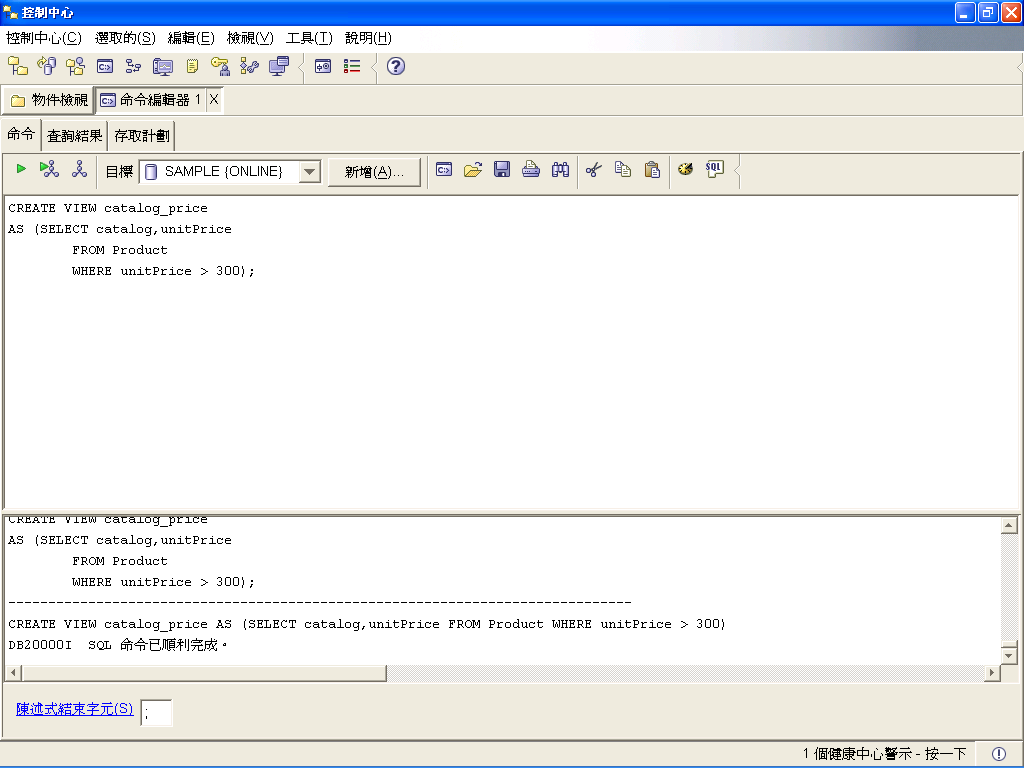 控制中心
控制中心(C) 選取的(S) 編輯(E) 檢視(V) 工具(T) 說明(H)
物件檢視 命令編輯器 1 X
命令 查詢結果 存取計劃
目標 SAMPLE {ONLINE} 新增(A)... SQL
CREATE VIEW catalog_price
AS (SELECT catalog,unitPrice
FROM Product
WHERE unitPrice > 300);
CREATE VIEW catalog_price
AS (SELECT catalog,unitPrice
FROM Product
WHERE unitPrice > 300);
------------------------------------------------------------------------------
CREATE VIEW catalog_price AS (SELECT catalog,unitPrice FROM Product WHERE unitPrice > 300)
DB20000I  SQL 命令已順利完成。
陳述式結束字元(S) ;
1 個健康中心警示 - 按一下